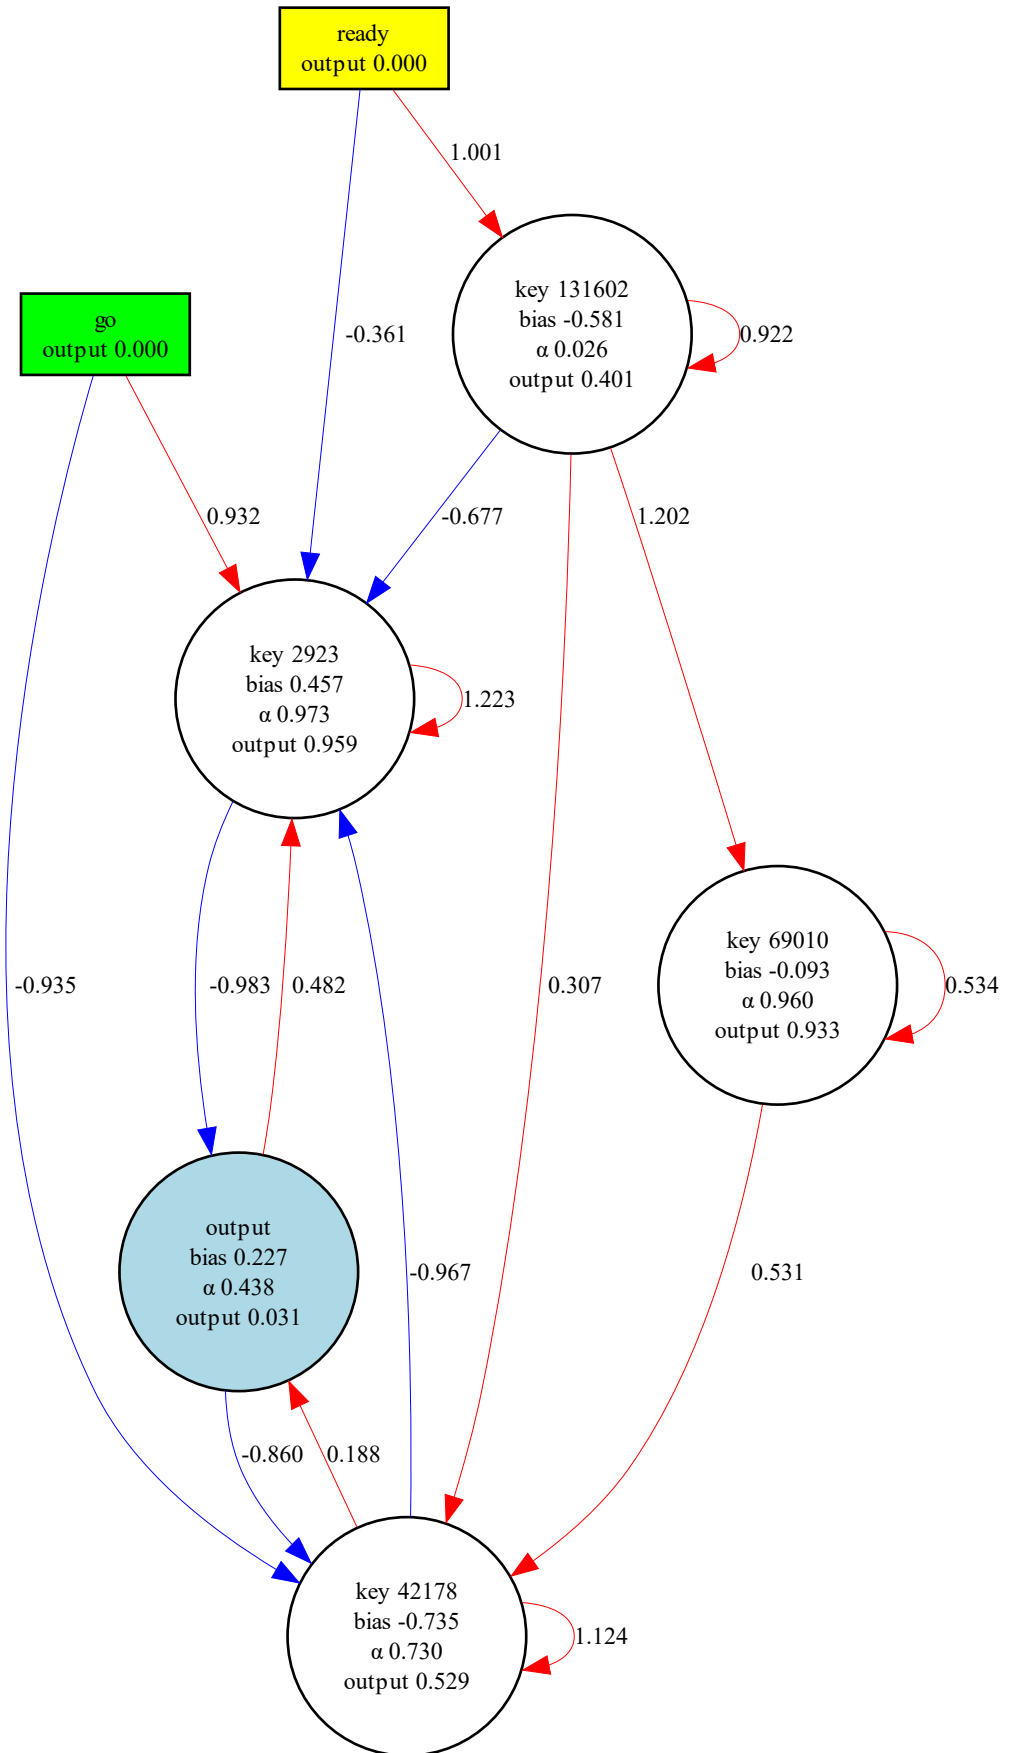 ready
output 0.000
1.001
key 131602
bias -0.581
α 0.026
output 0.401
0.922
go
output 0.000
-0.361
0.932
-0.677
1.202
key 2923
bias 0.457
α 0.973
output 0.959
1.223
-0.935
-0.983
0.482
0.307
key 69010
bias -0.093
α 0.960
output 0.933
0.534
output
bias 0.227
α 0.438
output 0.031
-0.967
0.531
-0.860
0.188
key 42178
bias -0.735
α 0.730
output 0.529
1.124